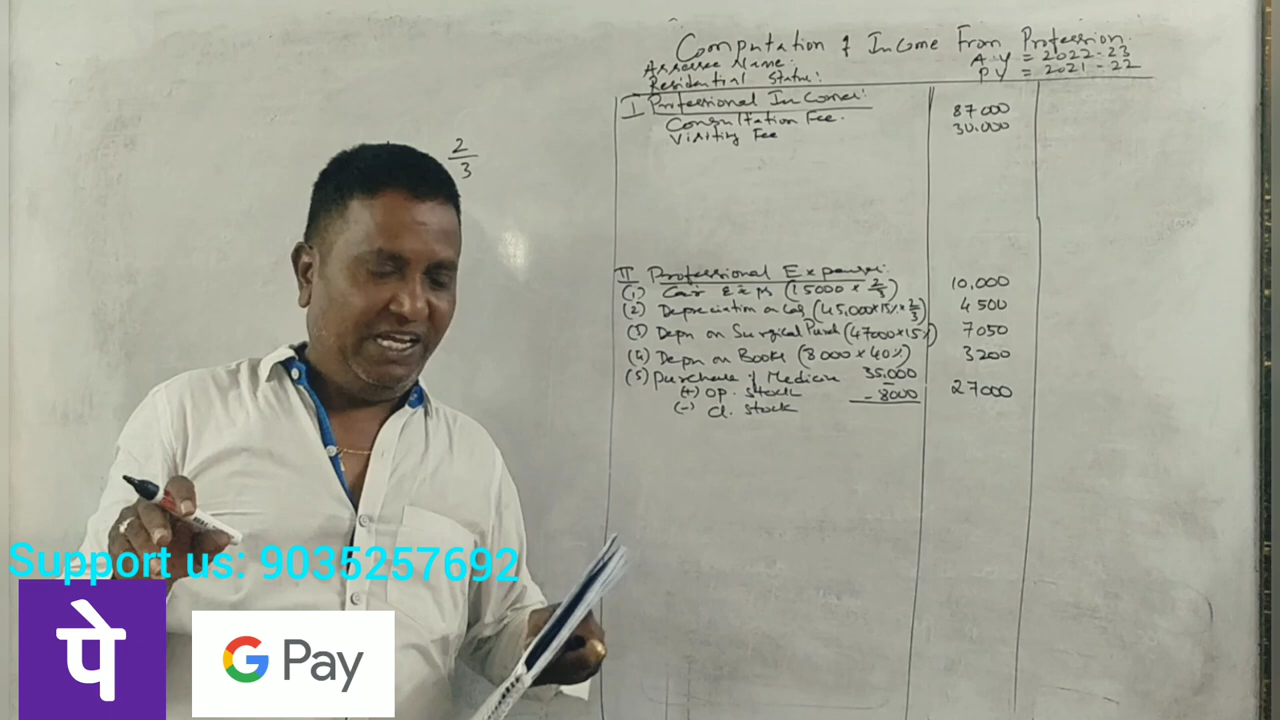 Computation of Income From Profession.
Assessee Name:
A Y = 2022-23
Residential Status:
P Y = 2021-22
I Professional Incomes:
Consultation Fee. 87000
Visiting Fee 30.000
2/3
II Professional Expenses:
(1) Car Exps (15000 × 2/3) 10,000
(2) Depreciation on Car (45,000×15%×2/3) 4500
(3) Depn on Surgical Purch (47000×15%) 7050
(4) Depn on Books (8000×40%) 3200
(5) Purchase of Medicine 35,000
(+) Op. Stock -
(-) Cl. Stock - 8000 27000
Support us: 9035257692
पे
G Pay